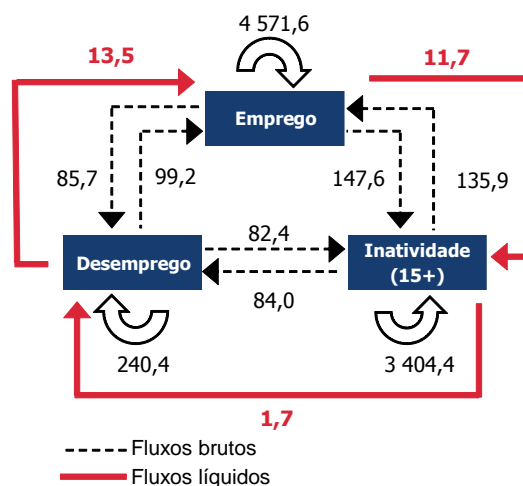 4 571,6
13,5
11,7
Emprego
85,7
99,2
147,6
135,9
82,4
Desemprego
Inatividade
(15+)
84,0
240,4
3 404,4
1,7
Fluxos brutos
Fluxos líquidos